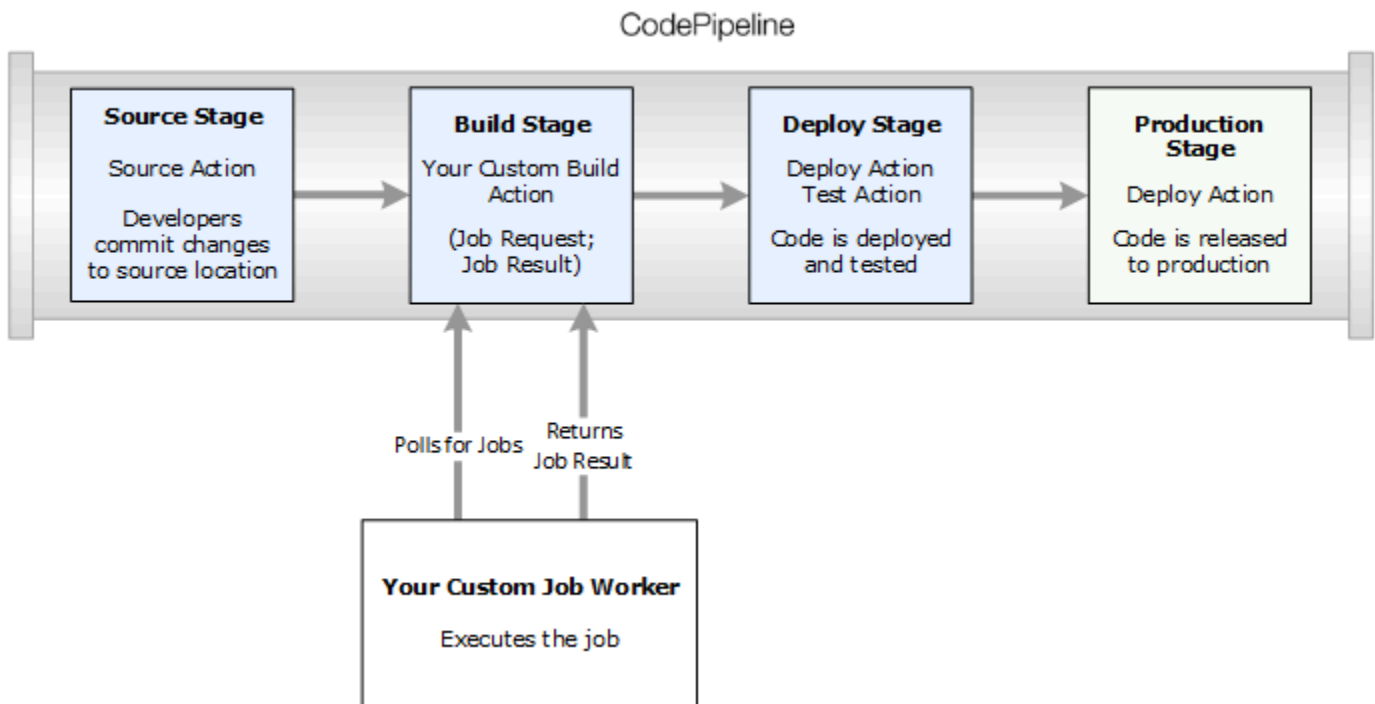 CodePipeline
Source Stage
Source Action
Developers
commit changes
to source location
Build Stage
Your Custom Build
Action
(Job Request;
Job Result)
Deploy Stage
Deploy Action
Test Action
Code is deployed
and tested
Production
Stage
Deploy Action
Code is released
to production
Polls for Jobs
Returns
Job Result
Your Custom Job Worker
Executes the job